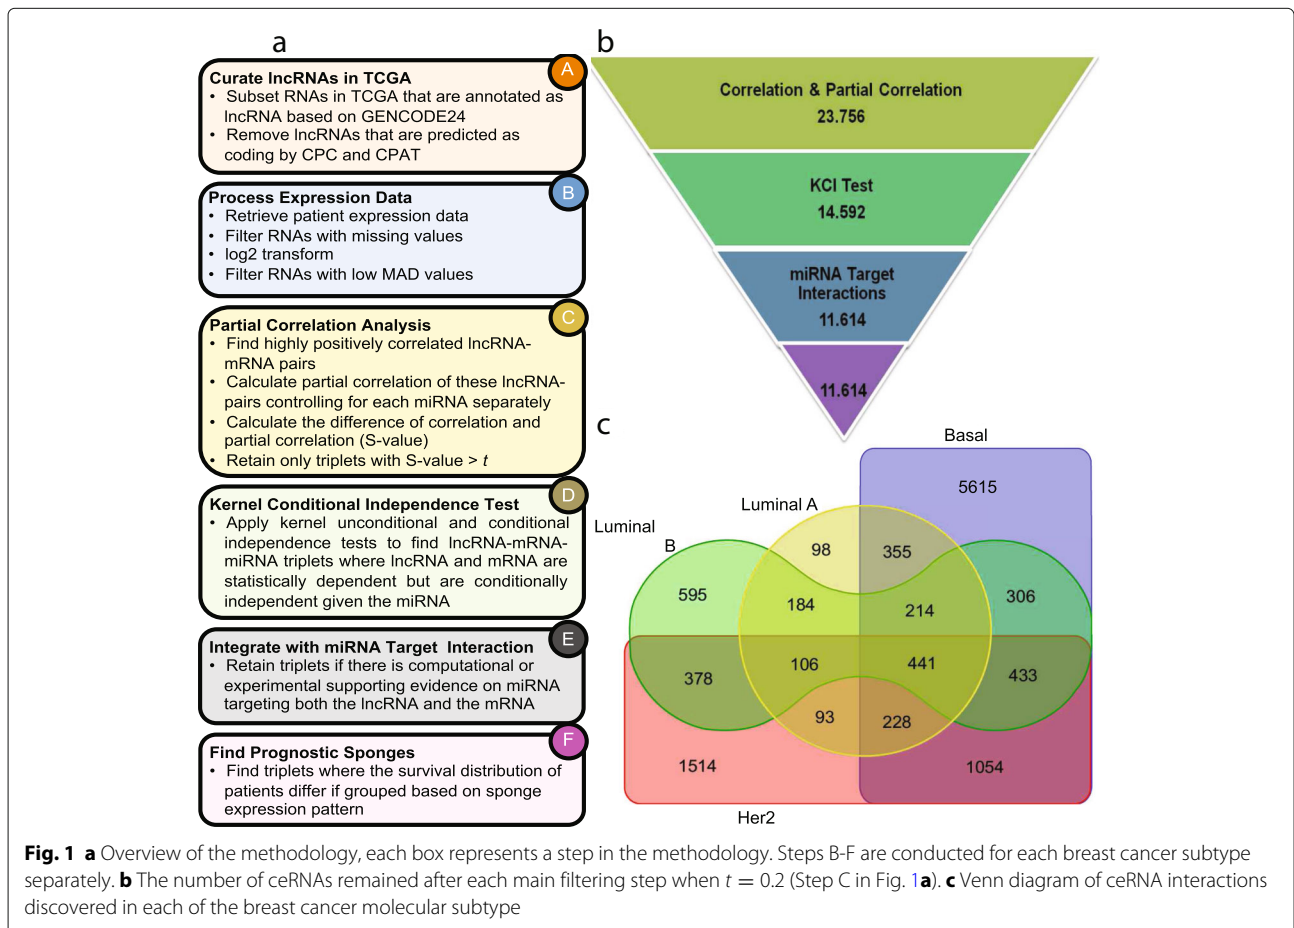 a
A
Curate lncRNAs in TCGA
• Subset RNAs in TCGA that are annotated as
lncRNA based on GENCODE24
• Remove lncRNAs that are predicted as
coding by CPC and CPAT
B
Process Expression Data
• Retrieve patient expression data
• Filter RNAs with missing values
• log2 transform
• Filter RNAs with low MAD values
C
Partial Correlation Analysis
• Find highly positively correlated lncRNA-
mRNA pairs
• Calculate partial correlation of these lncRNA-
pairs controlling for each miRNA separately
• Calculate the difference of correlation and
partial correlation (S-value)
• Retain only triplets with S-value > t
D
Kernel Conditional Independence Test
• Apply kernel unconditional and conditional
independence tests to find lncRNA-mRNA-
miRNA triplets where lncRNA and mRNA are
statistically dependent but are conditionally
independent given the miRNA
E
Integrate with miRNA Target Interaction
• Retain triplets if there is computational or
experimental supporting evidence on miRNA
targeting both the lncRNA and the mRNA
F
Find Prognostic Sponges
• Find triplets where the survival distribution of
patients differ if grouped based on sponge
expression pattern
b
Correlation & Partial Correlation
23.756
KCI Test
14.592
miRNA Target
Interactions
11.614
11.614
c
Basal
5615
Luminal A
Luminal
B
98
355
595
184
214
306
378
106
441
433
93
228
1514
1054
Her2
Fig. 1 a Overview of the methodology, each box represents a step in the methodology. Steps B-F are conducted for each breast cancer subtype
separately. b The number of ceRNAs remained after each main filtering step when t = 0.2 (Step C in Fig. 1a). c Venn diagram of ceRNA interactions
discovered in each of the breast cancer molecular subtype